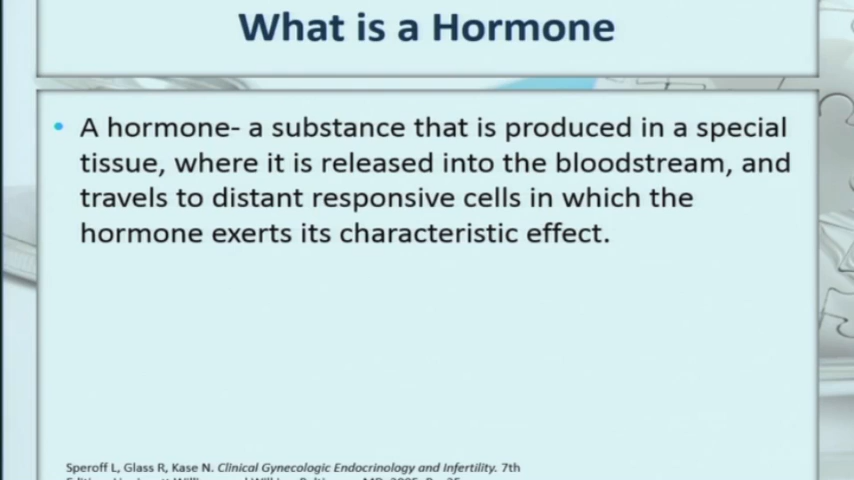 What is a Hormone
• A hormone- a substance that is produced in a special
tissue, where it is released into the bloodstream, and
travels to distant responsive cells in which the
hormone exerts its characteristic effect.
Speroff L, Glass R, Kase N. Clinical Gynecologic Endocrinology and Infertility. 7th